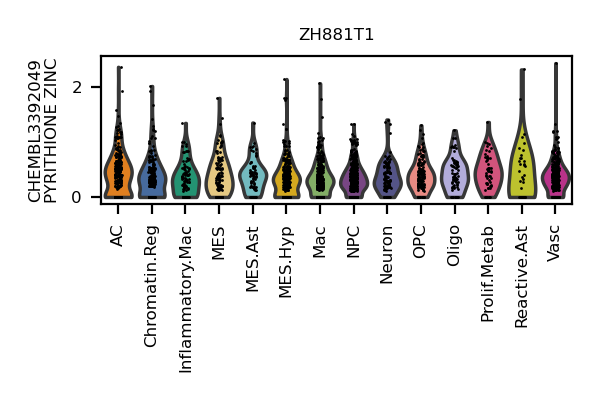 ZH881T1
CHEMBL3392049
PYRITHIONE ZINC
2
0
AC
Chromatin.Reg
Inflammatory.Mac
MES
MES.Ast
MES.Hyp
Mac
NPC
Neuron
OPC
Oligo
Prolif.Metab
Reactive.Ast
Vasc